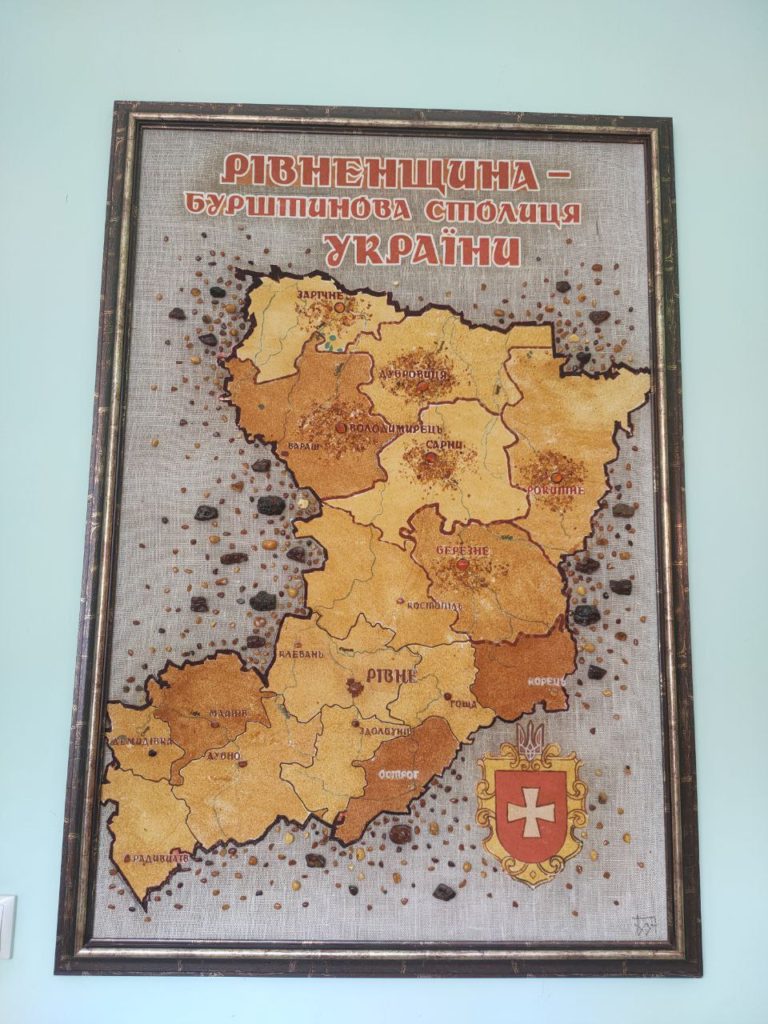 РІВНЕНЩИНА –
БУРШТИНОВА СТОЛИЦЯ
УКРАЇНИ
ЗАРІЧНЕ
ДУБРОВИЦЯ
ВОЛОДИМИРЕЦЬ
САРНИ
ВАРАШ
РОКИТНЕ
БЕРЕЗНЕ
КОСТОПІЛЬ
КЛЕВАНЬ
РІВНЕ
КОРЕЦЬ
ГОЩА
МЛИНІВ
ЗДОЛБУНІВ
ДЕМИДІВКА
ДУБНО
ОСТРОГ
РАДИВИЛІВ